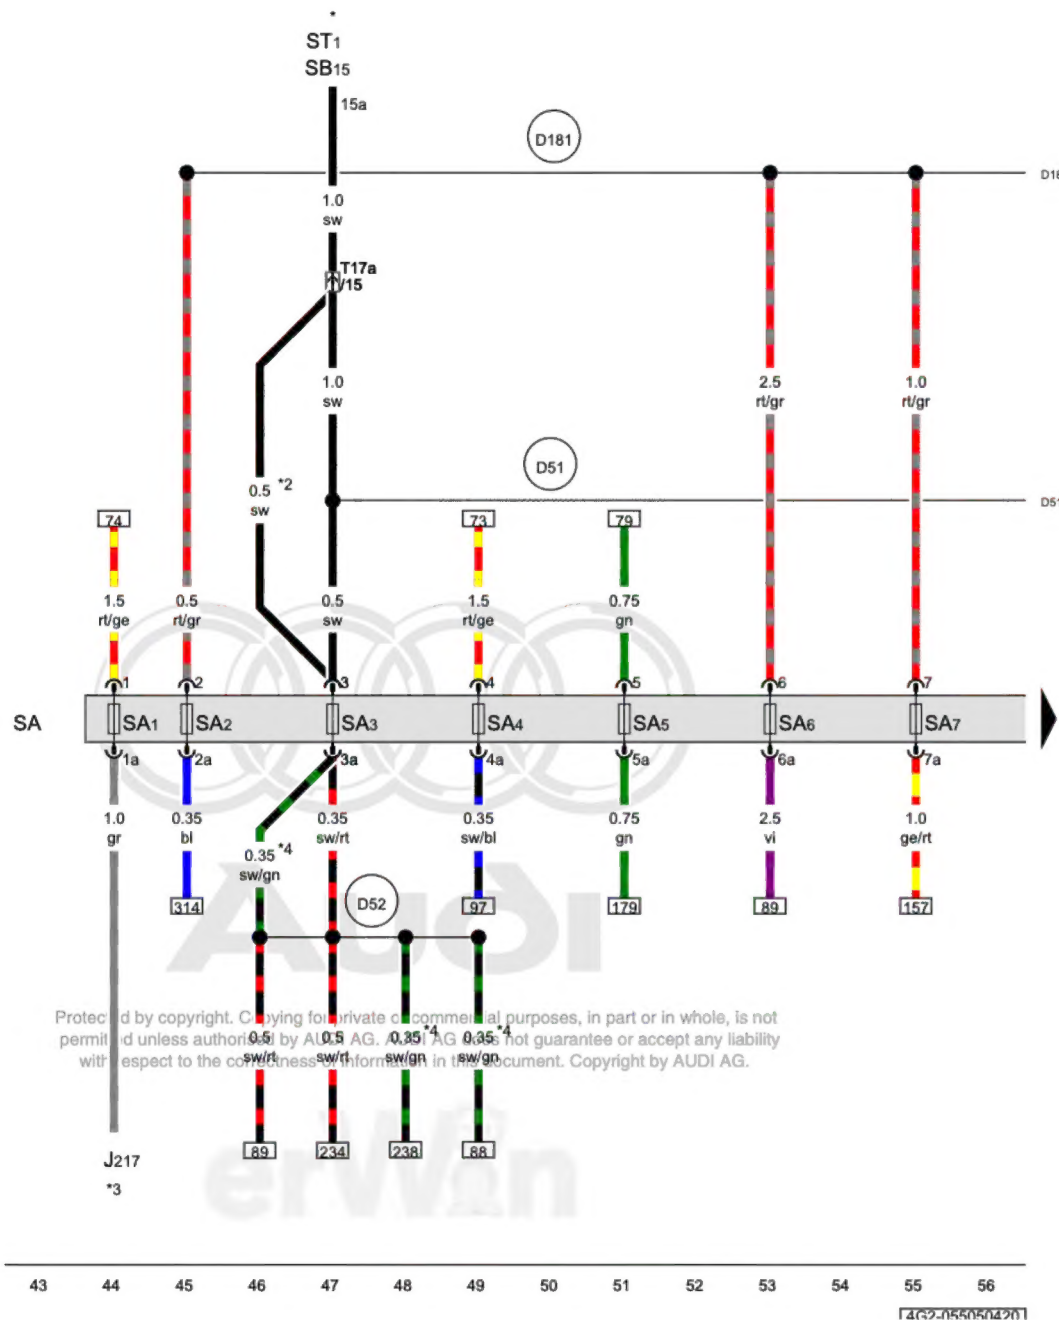 *
ST1
SB15
15a
D181
D18
1.0
sw
T17a
/15
1.0
sw
2.5
rt/gr
1.0
rt/gr
D51
D51
0.5 *2
sw
74
73
79
1.5
rt/ge
0.5
rt/gr
0.5
sw
1.5
rt/ge
0.75
gn
1
2
3
4
5
6
7
SA
SA1
SA2
SA3
SA4
SA5
SA6
SA7
1a
2a
3a
4a
5a
6a
7a
1.0
gr
0.35
bl
0.35
sw/rt
0.35
sw/bl
0.75
gn
2.5
vi
1.0
ge/rt
0.35 *4
sw/gn
D52
314
97
179
89
157
Audi
Protected by copyright. Copying for private or commercial purposes, in part or in whole, is not
permitted unless authorised by AUDI AG. AUDI AG does not guarantee or accept any liability
with respect to the correctness of information in this document. Copyright by AUDI AG.
0.5
sw/rt
0.5
sw/rt
0.35 *4
sw/gn
0.35 *4
sw/gn
89
234
238
88
erWin
J217
*3
43 44 45 46 47 48 49 50 51 52 53 54 55 56
4G2-055050420